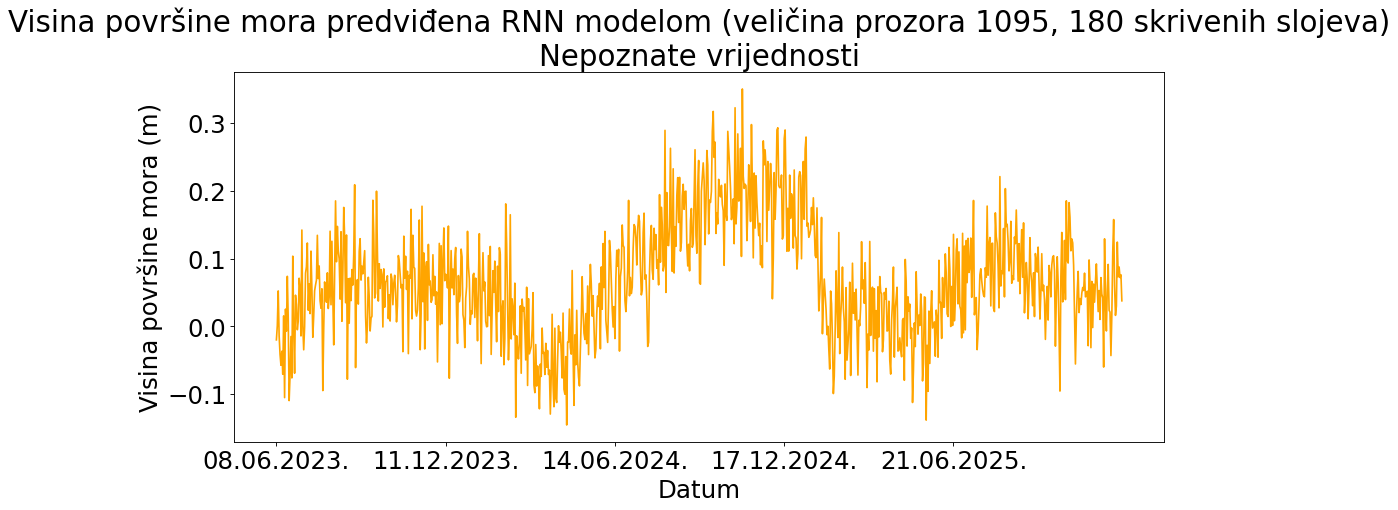 Visina površine mora predviđena RNN modelom (veličina prozora 1095, 180 skrivenih slojeva)
Nepoznate vrijednosti
Visina površine mora (m)
0.3
0.2
0.1
0.0
−0.1
08.06.2023. 11.12.2023. 14.06.2024. 17.12.2024. 21.06.2025.
Datum